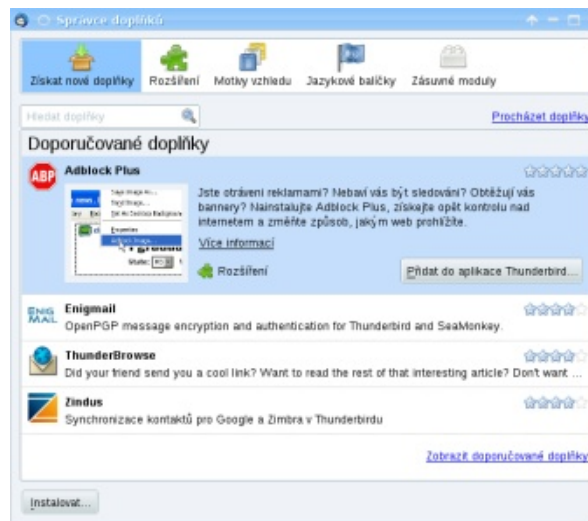 Správce doplňků
Získat nové doplňky
Rozšíření
Motivy vzhledu
Jazykové balíčky
Zásuvné moduly
Hledat doplňky
Procházet doplňky
Doporučované doplňky
ABP
Adblock Plus
Jste otráveni reklamami? Nebaví vás být sledováni? Obtěžují vás
bannery? Nainstalujte Adblock Plus, získejte opět kontrolu nad
internetem a změňte způsob, jakým web prohlížíte.
Více informací
Rozšíření
Přidat do aplikace Thunderbird...
ENIG
MAIL
Enigmail
OpenPGP message encryption and authentication for Thunderbird and SeaMonkey.
ThunderBrowse
Did your friend send you a cool link? Want to read the rest of that interesting article? Don't want ...
Zindus
Synchronizace kontaktů pro Google a Zimbra v Thunderbirdu
Zobrazit doporučované doplňky
Instalovat...